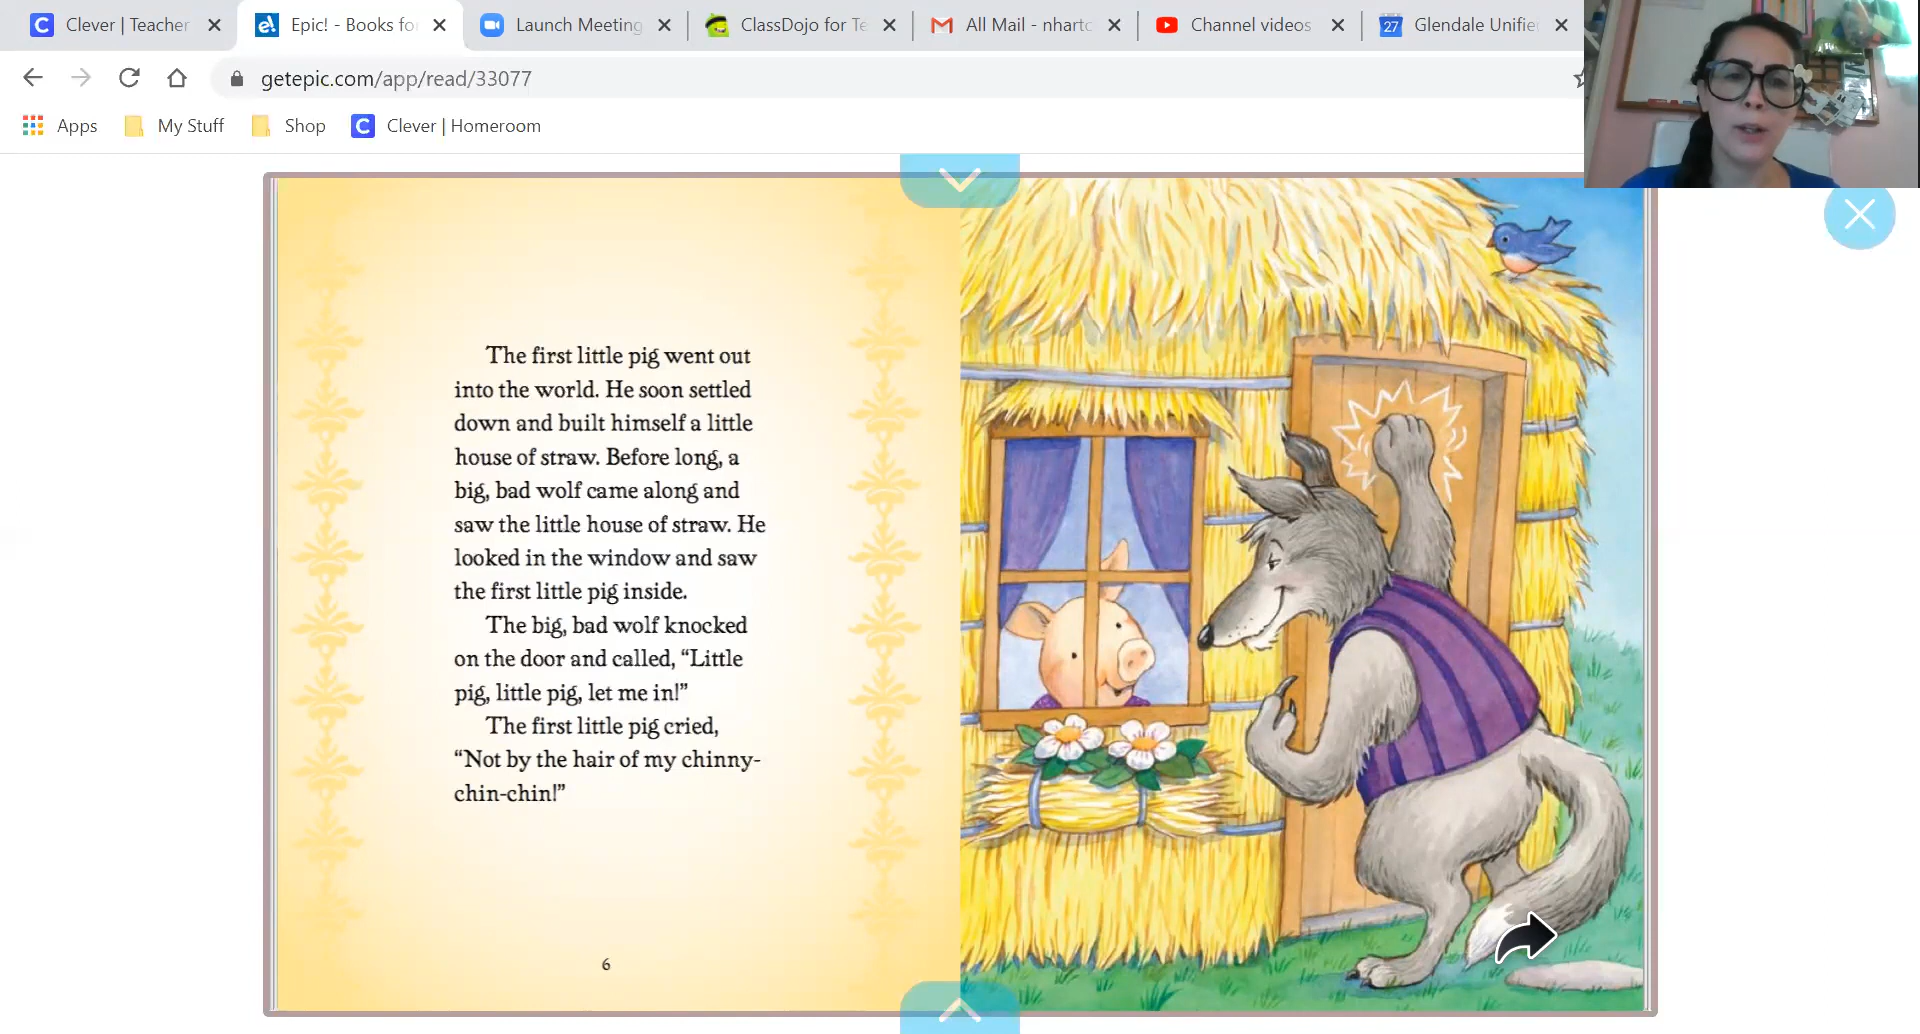 Clever | Teacher
Epic! - Books fo
Launch Meeting
ClassDojo for Te
All Mail - nhartc
Channel videos
27
Glendale Unifie
getepic.com/app/read/33077
Apps
My Stuff
Shop
Clever | Homeroom
The first little pig went out
into the world. He soon settled
down and built himself a little
house of straw. Before long, a
big, bad wolf came along and
saw the little house of straw. He
looked in the window and saw
the first little pig inside.
The big, bad wolf knocked
on the door and called, “Little
pig, little pig, let me in!”
The first little pig cried,
“Not by the hair of my chinny-
chin-chin!”
6